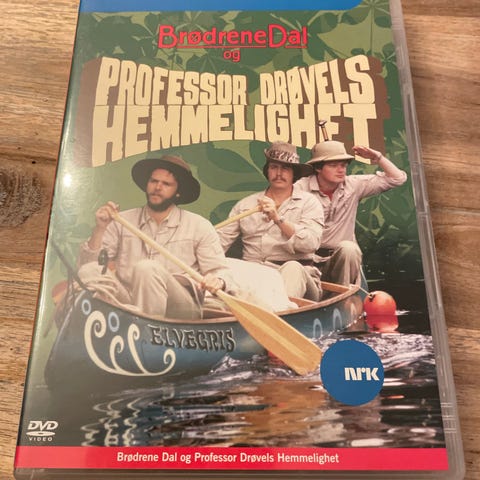 BrødreneDal
og
PROFESSOR DRØVELS
HEMMELIGHET
ELVEGRIS
nrk
DVD
VIDEO
Brødrene Dal og Professor Drøvels Hemmelighet